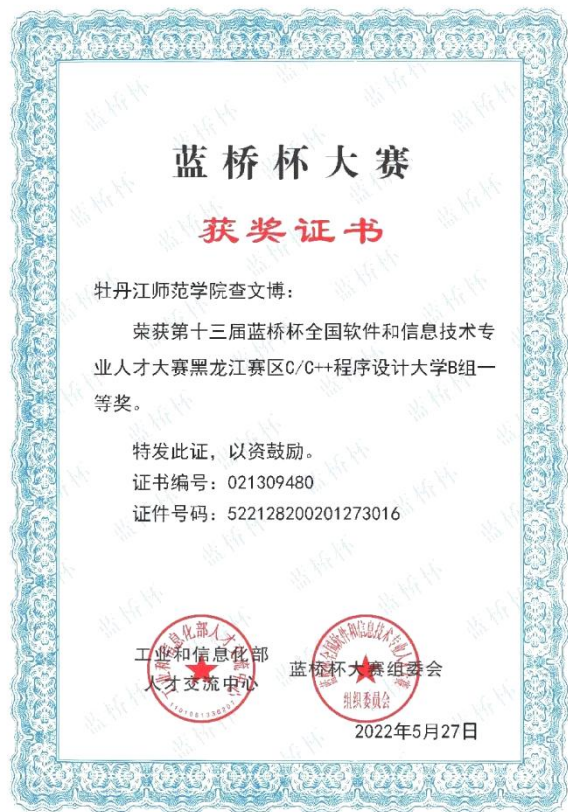 蓝桥杯大赛
获奖证书
牡丹江师范学院查文博：
荣获第十三届蓝桥杯全国软件和信息技术专
业人才大赛黑龙江赛区C/C++程序设计大学B组一
等奖。
特发此证，以资鼓励。
证书编号：021309480
证件号码：522128200201273016
工业和信息化部
人才交流中心
蓝桥杯大赛组委会
组织委员会
2022年5月27日